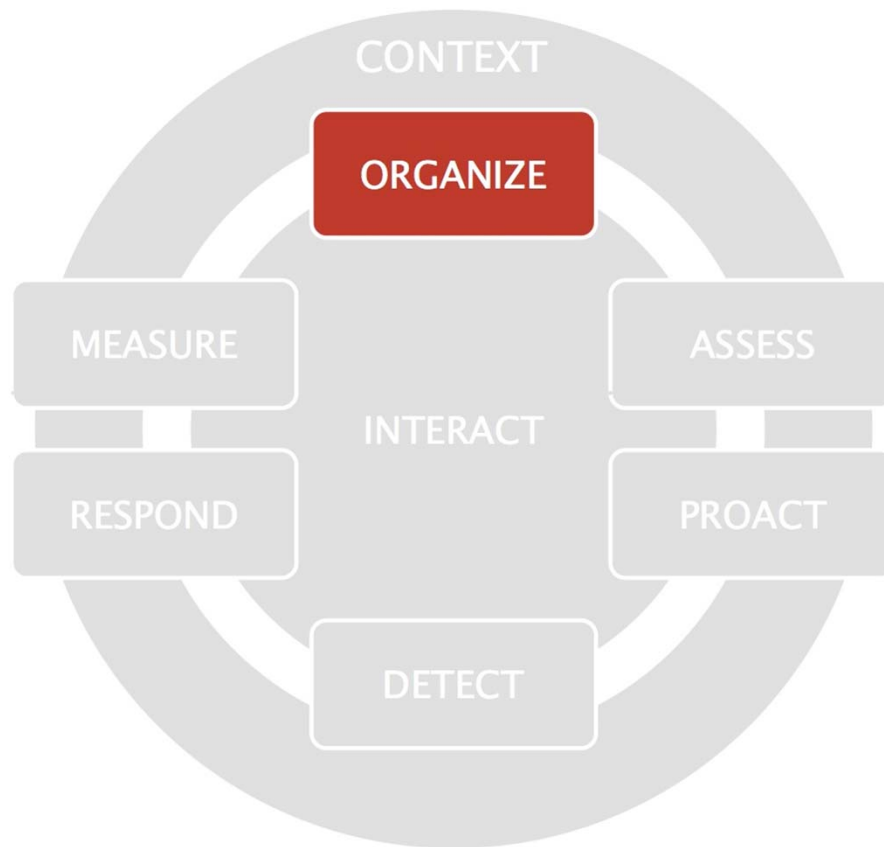 CONTEXT
ORGANIZE
MEASURE
ASSESS
INTERACT
RESPOND
PROACT
DETECT